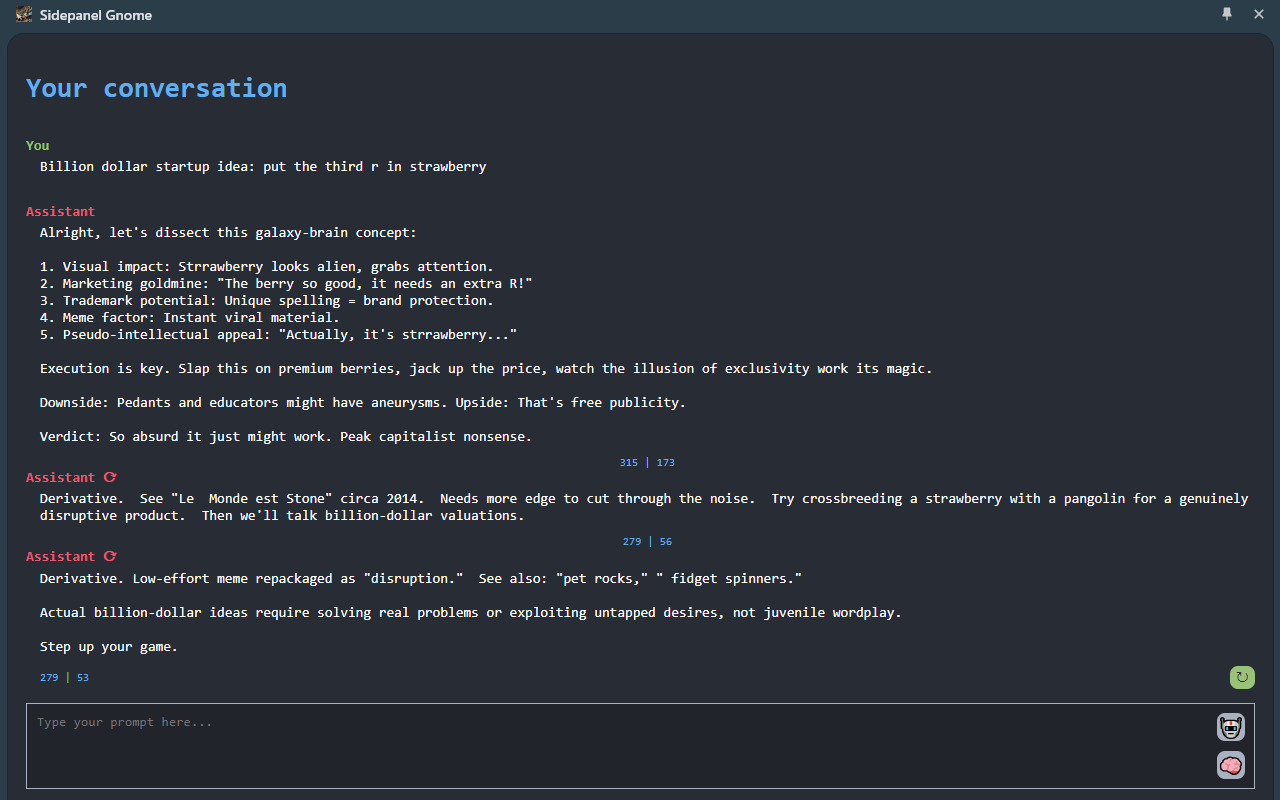 Sidepanel Gnome
Your conversation
You
Billion dollar startup idea: put the third r in strawberry
Assistant
Alright, let's dissect this galaxy-brain concept:
1. Visual impact: Strrawberry looks alien, grabs attention.
2. Marketing goldmine: "The berry so good, it needs an extra R!"
3. Trademark potential: Unique spelling = brand protection.
4. Meme factor: Instant viral material.
5. Pseudo-intellectual appeal: "Actually, it's strrawberry..."
Execution is key. Slap this on premium berries, jack up the price, watch the illusion of exclusivity work its magic.
Downside: Pedants and educators might have aneurysms. Upside: That's free publicity.
Verdict: So absurd it just might work. Peak capitalist nonsense.
315 | 173
Assistant
Derivative.  See "Le  Monde est Stone" circa 2014.  Needs more edge to cut through the noise.  Try crossbreeding a strawberry with a pangolin for a genuinely
disruptive product.  Then we'll talk billion-dollar valuations.
279 | 56
Assistant
Derivative. Low-effort meme repackaged as "disruption."  See also: "pet rocks," " fidget spinners."
Actual billion-dollar ideas require solving real problems or exploiting untapped desires, not juvenile wordplay.
Step up your game.
279 | 53
Type your prompt here...